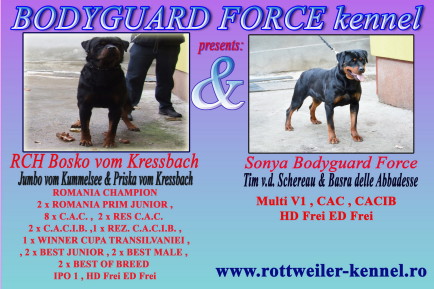 BODYGUARD FORCE kennel
presents:
&
RCH Bosko vom Kressbach
Jumbo vom Kummelsee & Priska vom Kressbach
ROMANIA CHAMPION
2 x ROMANIA PRIM JUNIOR ,
8 x C.A.C. , 2 x RES C.A.C.
2 x C.A.C.I.B. ,1 x REZ. C.A.C.I.B. ,
1 x WINNER CUPA TRANSILVANIEI ,
, 2 x BEST JUNIOR , 2 x BEST MALE ,
2 x BEST OF BREED
IPO 1 , HD Frei ED Frei
Sonya Bodyguard Force
Tim v.d. Schereau & Basra delle Abbadesse
Multi V1 , CAC , CACIB
HD Frei ED Frei
www.rottweiler-kennel.ro